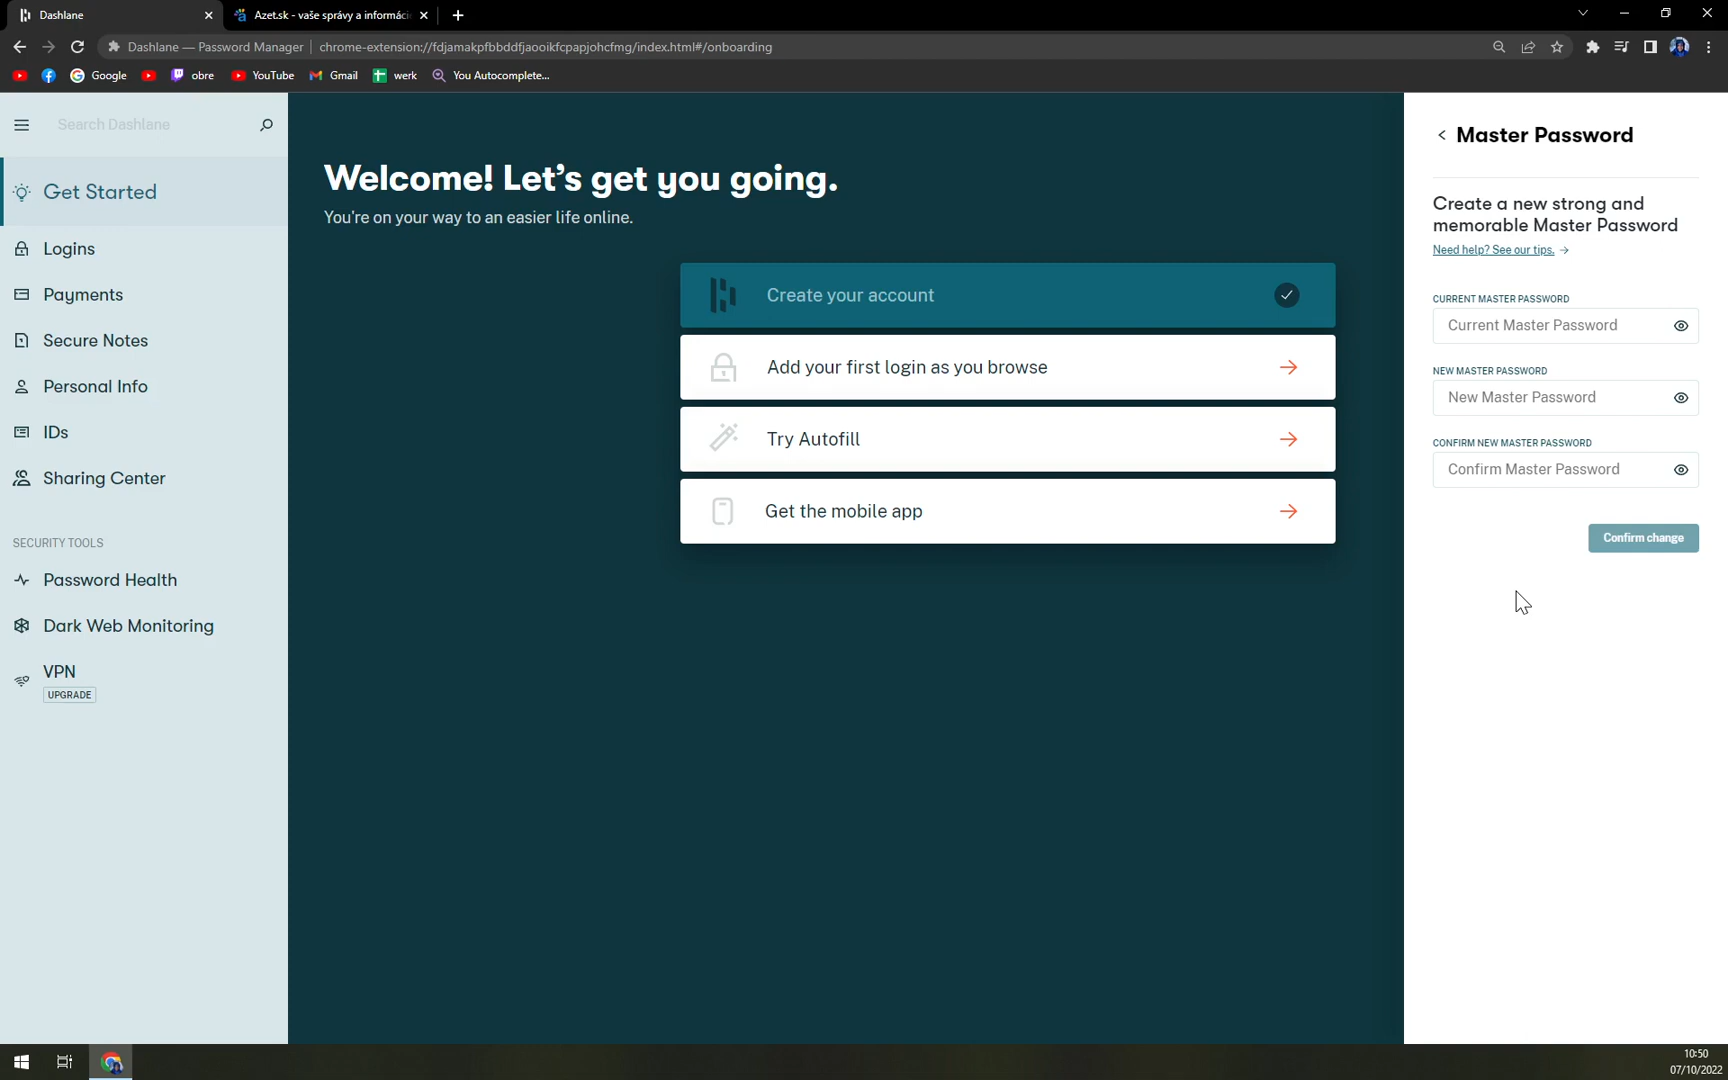 Dashlane
Azet.sk - vaše správy a informáci
Dashlane — Password Manager
chrome-extension://fdjamakpfbbddfjaooikfcpapjohcfmg/index.html#/onboarding
Google
obre
YouTube
Gmail
werk
You Autocomplete...
Search Dashlane
Get Started
Logins
Payments
Secure Notes
Personal Info
IDs
Sharing Center
SECURITY TOOLS
Password Health
Dark Web Monitoring
VPN
UPGRADE
Welcome! Let's get you going.
You're on your way to an easier life online.
Create your account
Add your first login as you browse
Try Autofill
Get the mobile app
Master Password
Create a new strong and
memorable Master Password
Need help? See our tips.
CURRENT MASTER PASSWORD
Current Master Password
NEW MASTER PASSWORD
New Master Password
CONFIRM NEW MASTER PASSWORD
Confirm Master Password
Confirm change
10:50
07/10/2022